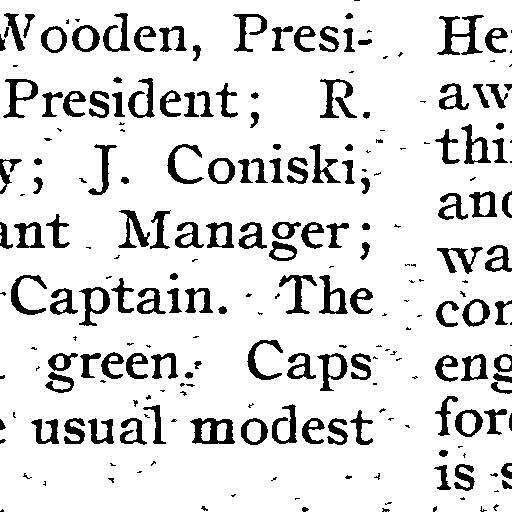 Wooden, Presi-
President; R.
y; J. Coniski,
ant Manager;
Captain. The
green. Caps
e usual modest
He
aw
thi
and
wa
con
eng
for
is s